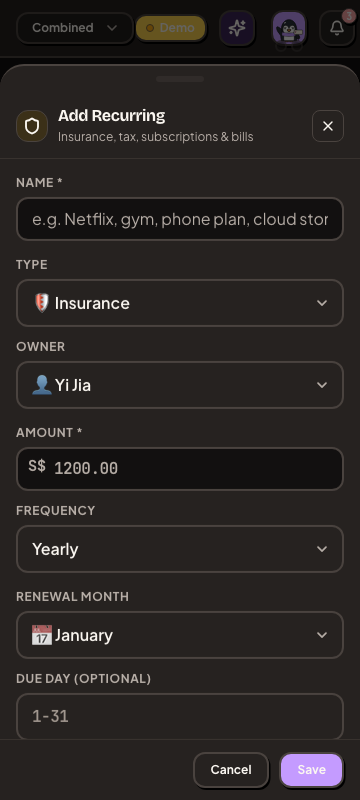 Combined
Demo
3
Add Recurring
Insurance, tax, subscriptions & bills
NAME *
e.g. Netflix, gym, phone plan, cloud stor
TYPE
Insurance
OWNER
Yi Jia
AMOUNT *
S$ 1200.00
FREQUENCY
Yearly
RENEWAL MONTH
17 January
DUE DAY (OPTIONAL)
1-31
Cancel
Save